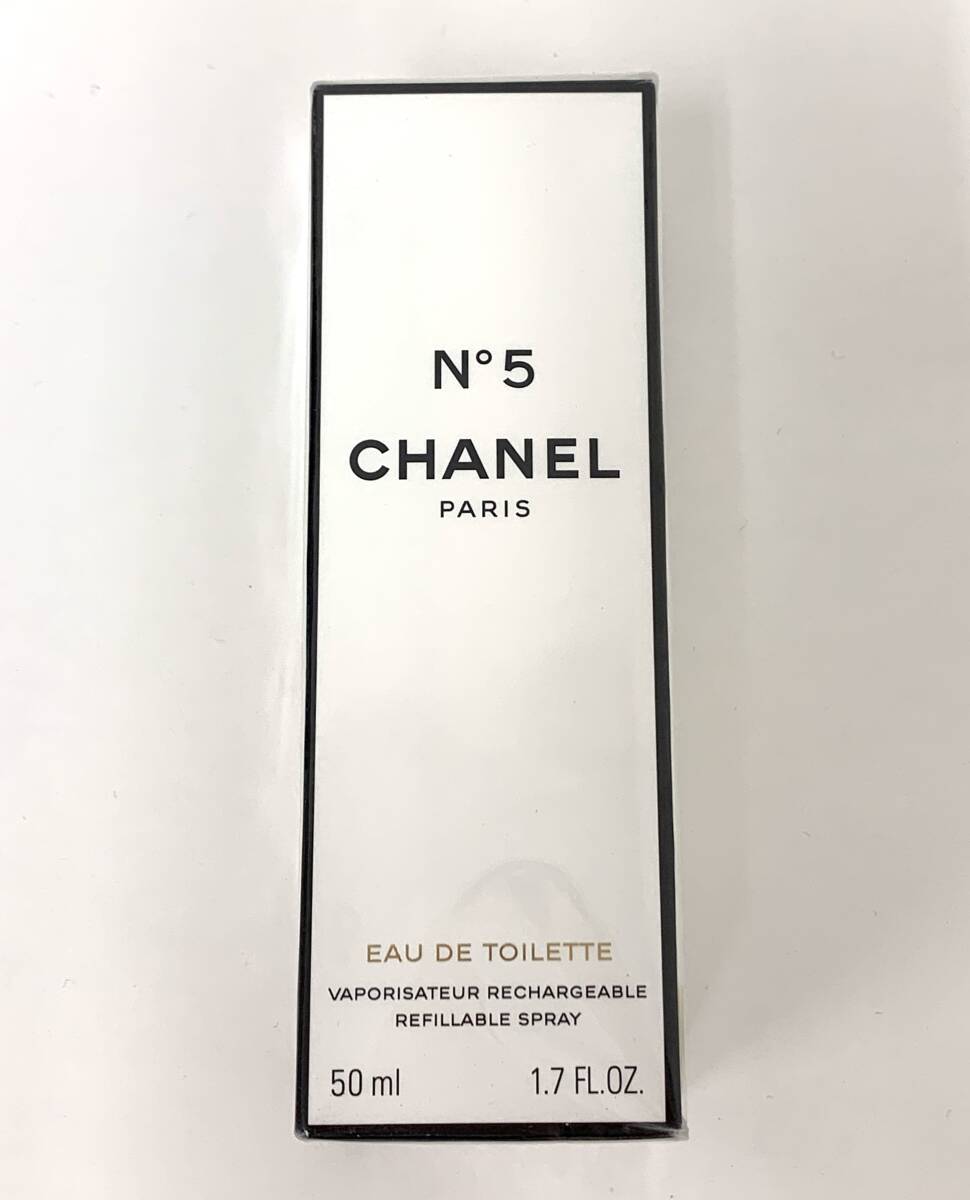 N° 5
CHANEL
PARIS
EAU DE TOILETTE
VAPORISATEUR RECHARGEABLE
REFILLABLE SPRAY
50 ml 1.7 FL.OZ.